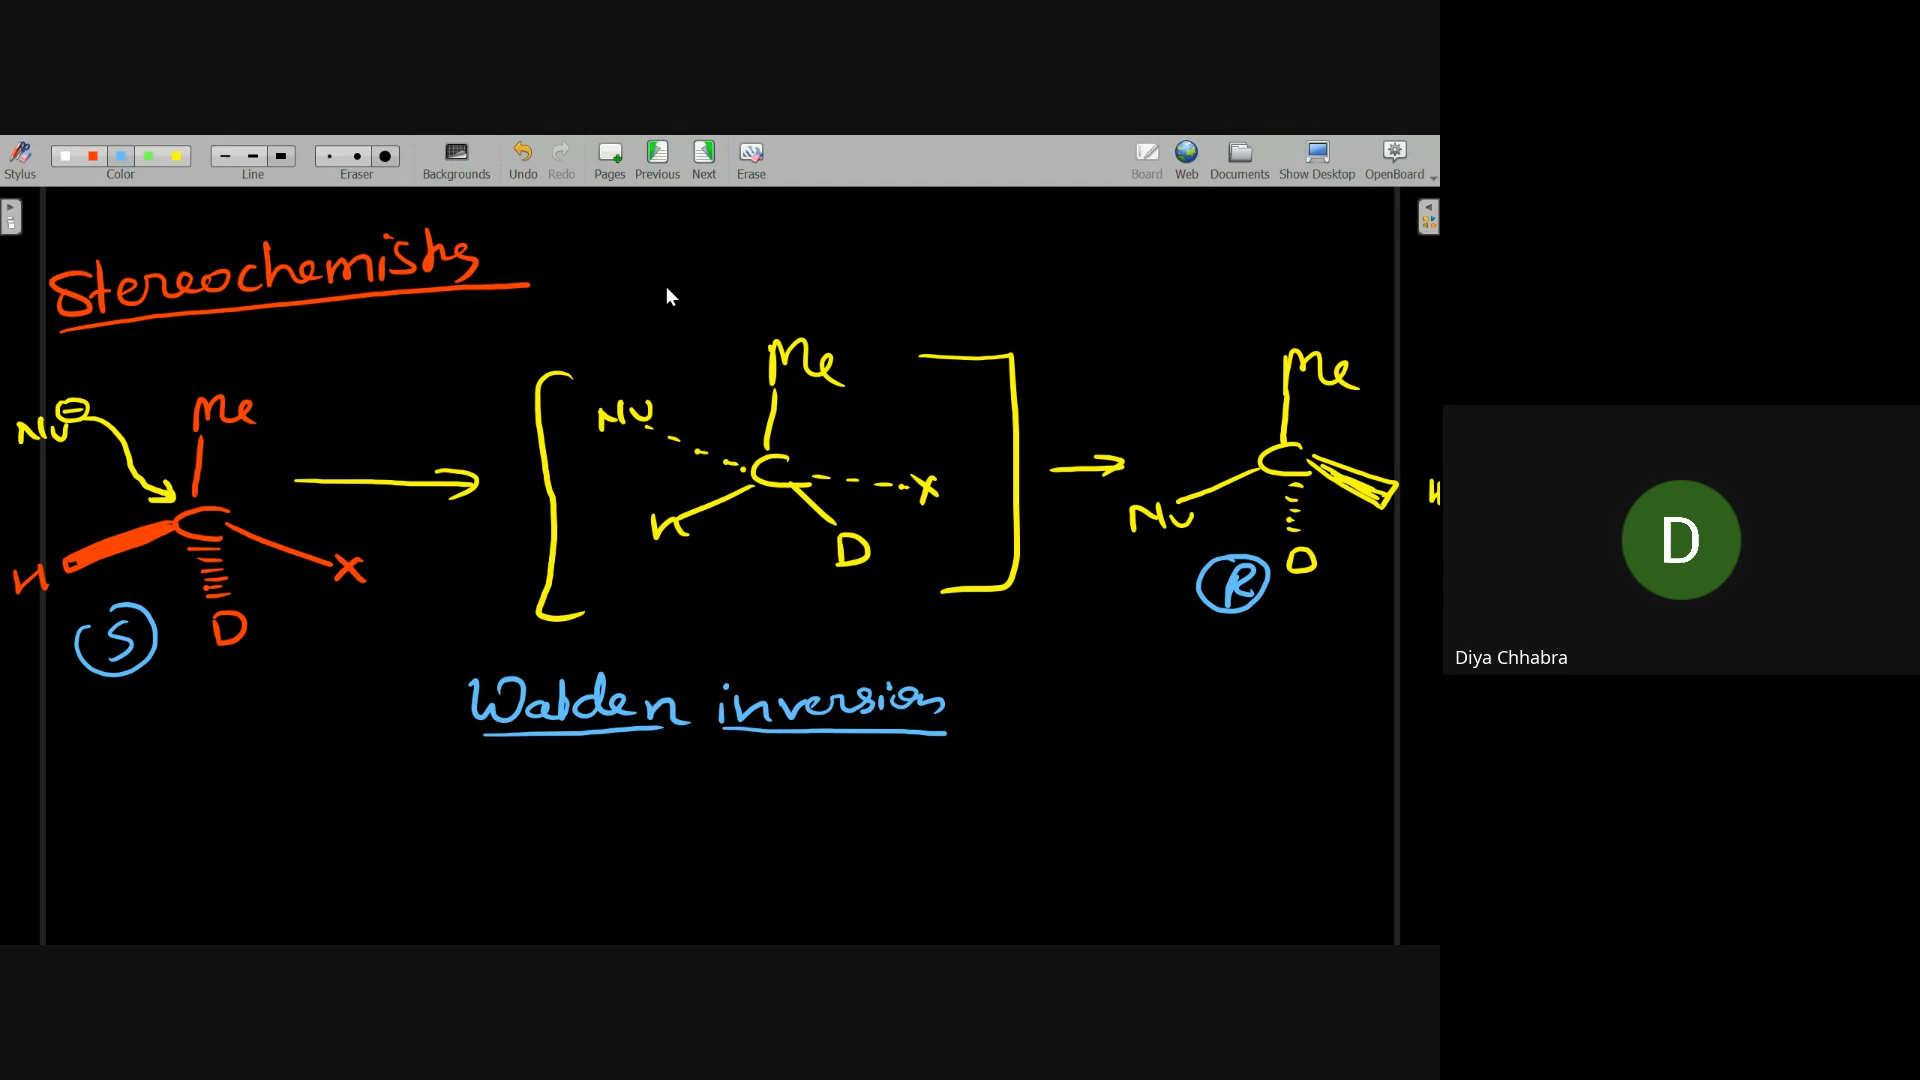 Stylus Color Line Eraser Backgrounds Undo Redo Pages Previous Next Erase Board Web Documents Show Desktop OpenBoard
Stereochemistry
Nu⊖ Me C H D X
S
Nu Me C X H D
Me C Nu D H
R
Walden inversion
D
Diya Chhabra